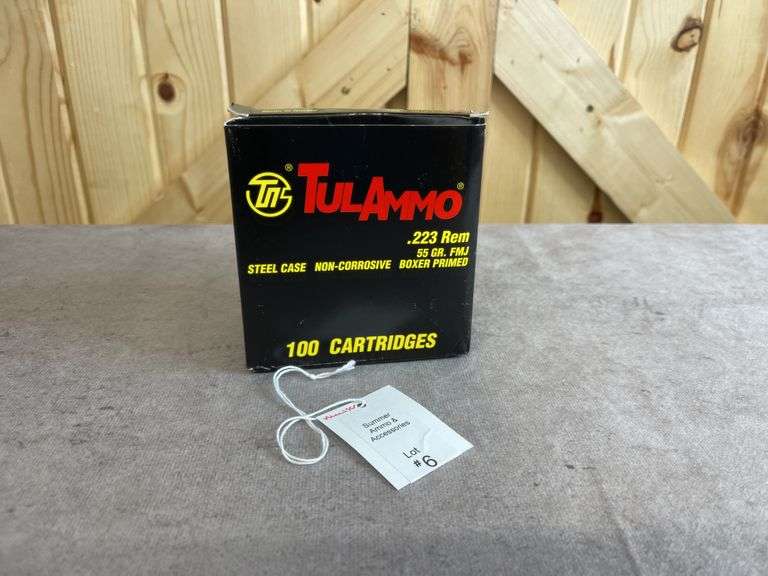 TULAMMO®
.223 Rem
55 GR. FMJ
STEEL CASE NON-CORROSIVE BOXER PRIMED
100 CARTRIDGES
Summer
Ammo &
Accessories
Lot
# 6